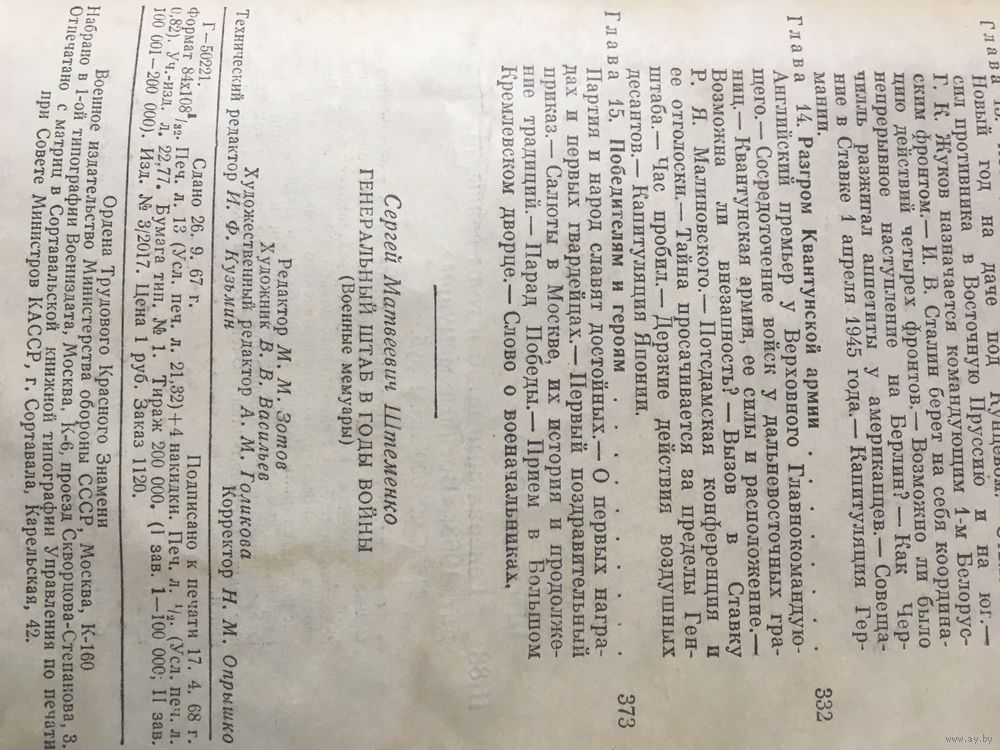 Новый год на даче под Кунцевом
сил противника в Восточную Пруссию и на юг.—
Г. К. Жуков назначается командующим 1-м Белорус-
ским фронтом.— И. В. Сталин берет на себя координа-
цию действий четырех фронтов.— Возможно ли было
непрерывное наступление на Берлин? — Как Чер-
чилль разжигал аппетиты у американцев.— Совеща-
ние в Ставке 1 апреля 1945 года.— Капитуляция Гер-
мании.
Глава 14. Разгром Квантунской армии . . . . . . . . 332
Английский премьер у Верховного Главнокомандую-
щего.— Сосредоточение войск у дальневосточных гра-
ниц.— Квантунская армия, ее силы и расположение.—
Возможна ли внезапность? — Вызов в Ставку
Р. Я. Малиновского.— Потсдамская конференция и
ее отголоски.— Тайна просачивается за пределы Ген-
штаба.— Час пробил.— Дерзкие действия воздушных
десантов.— Капитуляция Японии.
Глава 15. Победителям и героям . . . . . . . . . 373
Партия и народ славят достойных.— О первых награ-
дах и первых гвардейцах.— Первый поздравительный
приказ.— Салюты в Москве, их история и продолже-
ние традиций.— Парад Победы.— Прием в Большом
Кремлевском дворце.— Слово о военачальниках.
Сергей Матвеевич Штеменко
ГЕНЕРАЛЬНЫЙ ШТАБ В ГОДЫ ВОЙНЫ
(Военные мемуары)
Редактор М. М. Зотов
Художник В. В. Васильев
Художественный редактор А. М. Голикова
Технический редактор И. Ф. Кузьмин Корректор Н. М. Опрышко
Сдано 26. 9. 67 г. Подписано к печати 17. 4. 68 г.
Г—50221.
Формат 84х108¹/₃₂. Печ. л. 13 (Усл. печ. л. 21,32)+4 накидки. Печ. л. ¹/₂. (Усл. печ. л.
0,82). Уч.-изд. л. 22,77. Бумага тип. № 1. Тираж 200 000. (I зав. 1—100 000; II зав.
100 001—200 000). Изд. № 3/2017. Цена 1 руб. Заказ 1120.
Ордена Трудового Красного Знамени
Военное издательство Министерства обороны СССР, Москва, К-160
Набрано в 1-ой типографии Воениздата, Москва, К-6, проезд Скворцова-Степанова, 3.
Отпечатано с матриц в Сортавальской книжной типографии Управления по печати
при Совете Министров КАССР, г. Сортавала, Карельская, 42.
www.ay.by